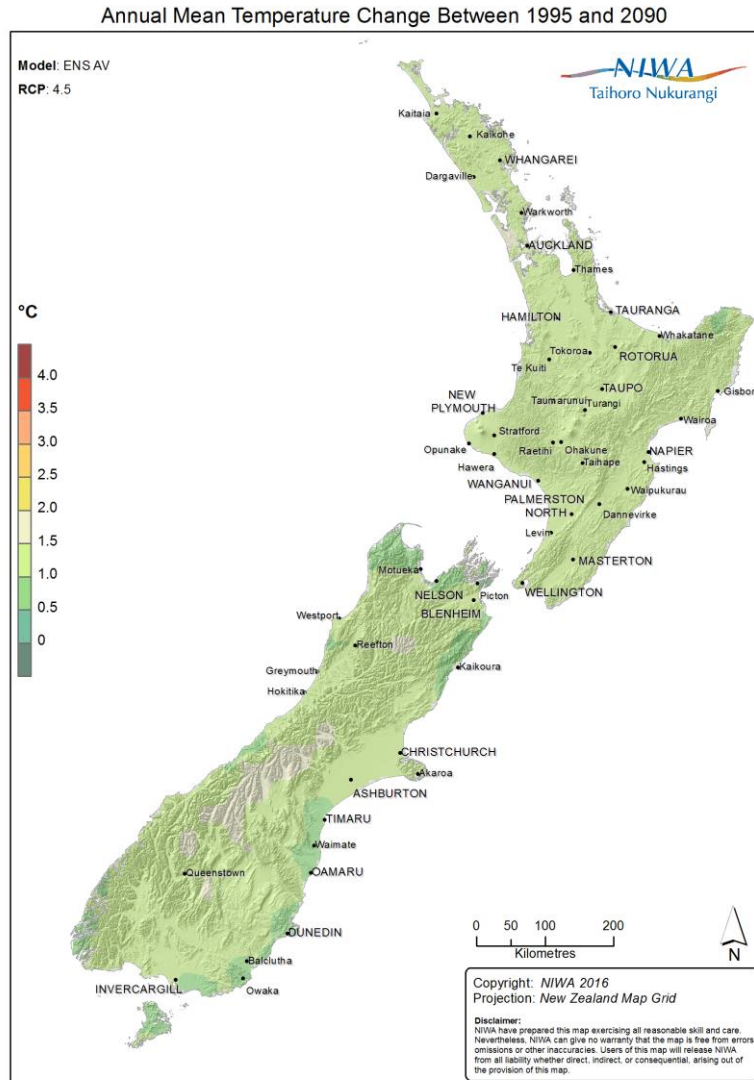 Annual Mean Temperature Change Between 1995 and 2090
Model: ENS AV
RCP: 4.5
NIWA
Taihoro Nukurangi
Kaitaia
Kaikohe
WHANGAREI
Dargaville
Warkworth
AUCKLAND
Thames
TAURANGA
HAMILTON
Whakatane
Tokoroa
ROTORUA
Te Kuiti
TAUPO
Gisbor
Taumarunui
Turangi
NEW
PLYMOUTH
Wairoa
Stratford
Opunake
Raetihi
Ohakune
NAPIER
Hawera
Taihape
Hastings
WANGANUI
Waipukurau
PALMERSTON
NORTH
Dannevirke
Levin
MASTERTON
Motueka
NELSON
Picton
WELLINGTON
BLENHEIM
Westport
Reefton
Greymouth
Kaikoura
Hokitika
CHRISTCHURCH
Akaroa
ASHBURTON
TIMARU
Waimate
Queenstown
OAMARU
DUNEDIN
Balclutha
INVERCARGILL
Owaka
°C
4.0
3.5
3.0
2.5
2.0
1.5
1.0
0.5
0
0 50 100 200
Kilometres
N
Copyright: NIWA 2016
Projection: New Zealand Map Grid
Disclaimer:
NIWA have prepared this map exercising all reasonable skill and care.
Nevertheless, NIWA can give no warranty that the map is free from errors,
omissions or other inaccuracies. Users of this map will release NIWA
from all liability whether direct, indirect, or consequential, arising out of
the provision of this map.